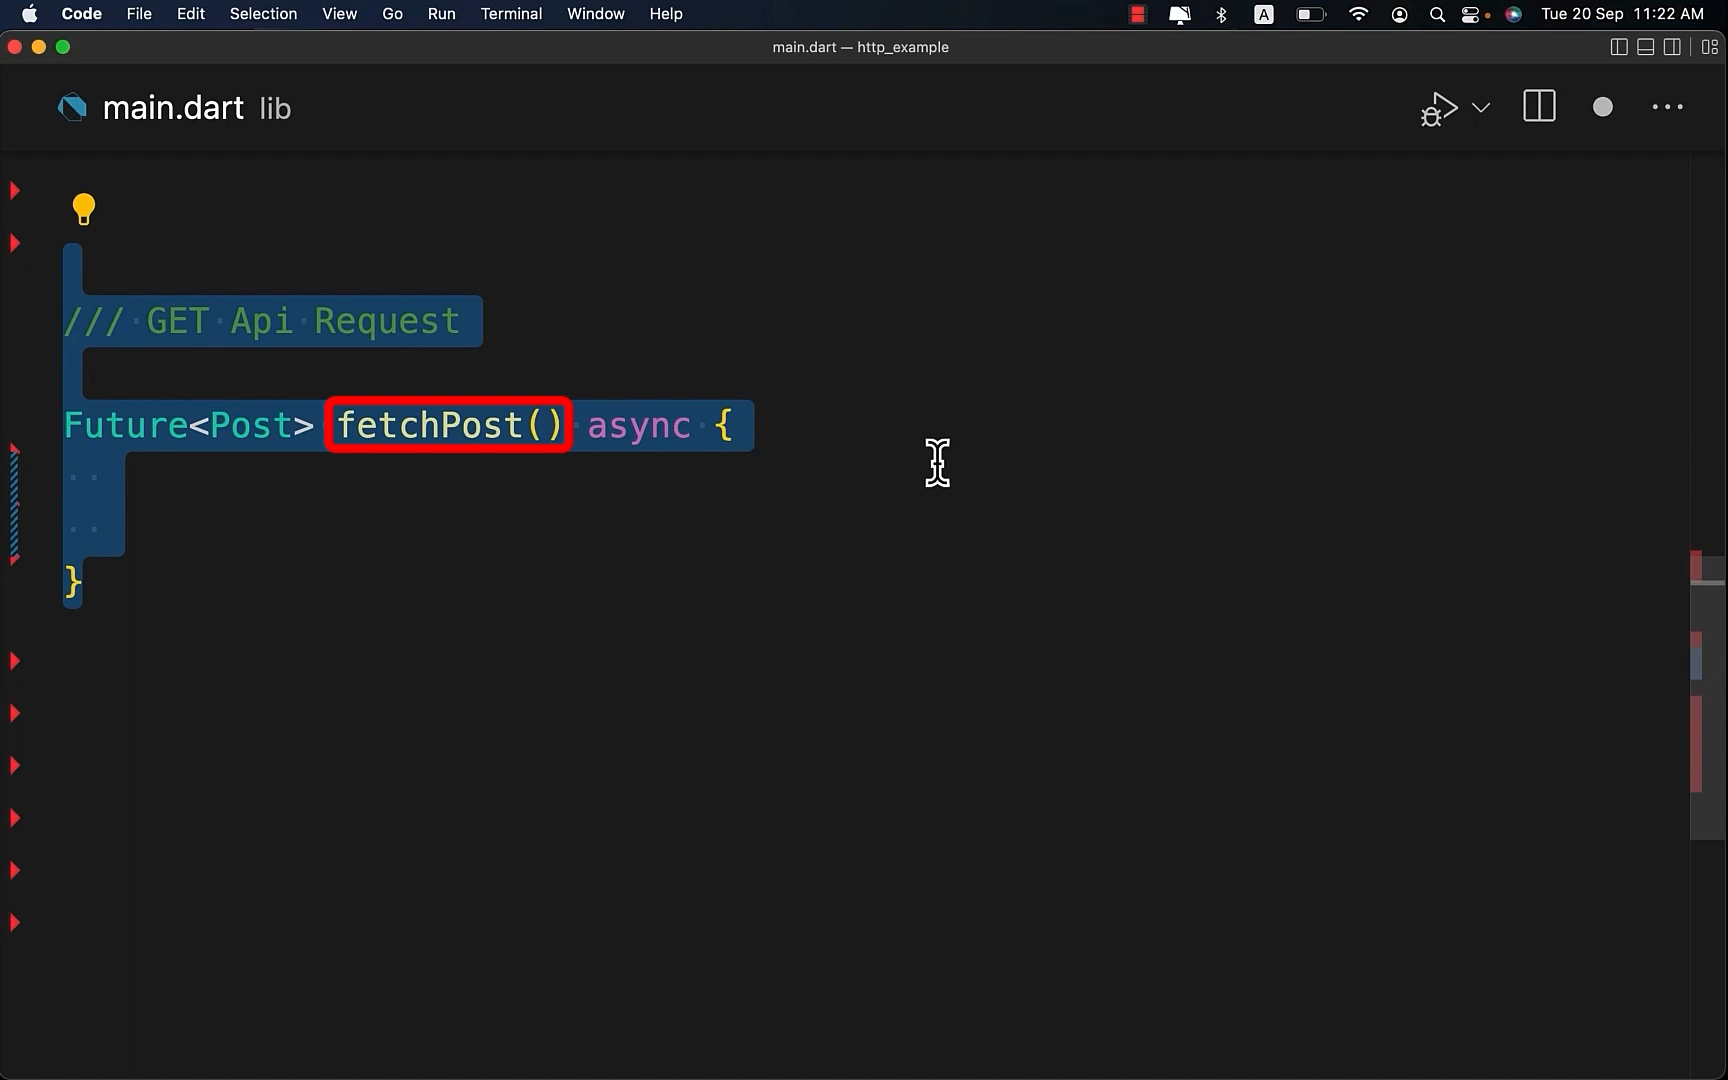 Code File Edit Selection View Go Run Terminal Window Help A Tue 20 Sep 11:22 AM
main.dart — http_example
main.dart lib
/// GET Api Request
Future<Post> fetchPost() async {
}